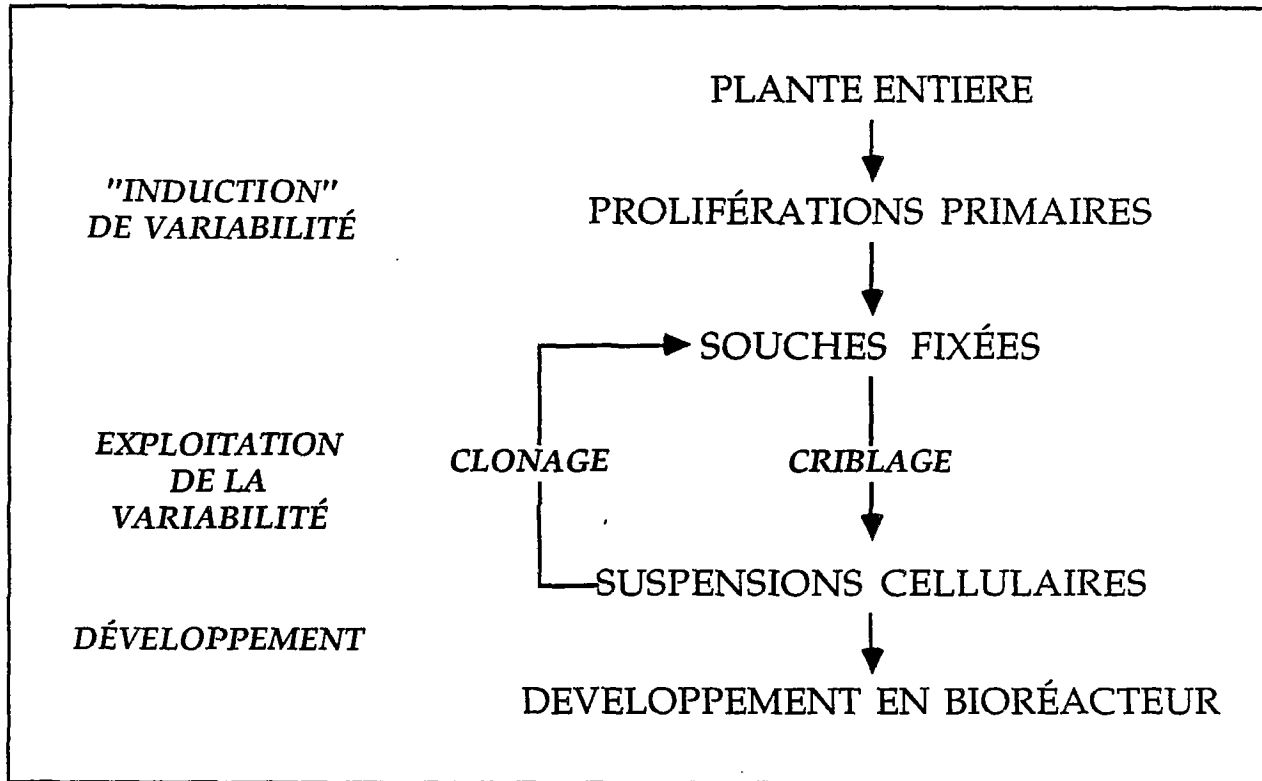 PLANTE ENTIERE
"INDUCTION"
DE VARIABILITÉ
PROLIFÉRATIONS PRIMAIRES
SOUCHES FIXÉES
EXPLOITATION
DE LA
VARIABILITÉ
CLONAGE
CRIBLAGE
SUSPENSIONS CELLULAIRES
DÉVELOPPEMENT
DEVELOPPEMENT EN BIORÉACTEUR